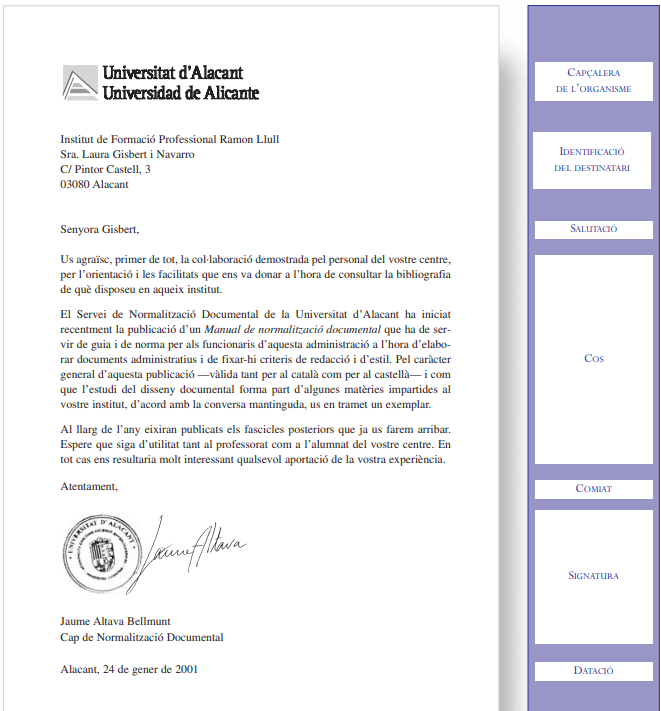 Universitat d'Alacant
Universidad de Alicante
Institut de Formació Professional Ramon Llull
Sra. Laura Gisbert i Navarro
C/ Pintor Castell, 3
03080 Alacant
Senyora Gisbert,
Us agraïsc, primer de tot, la col·laboració demostrada pel personal del vostre centre,
per l'orientació i les facilitats que ens va donar a l'hora de consultar la bibliografia
de què disposeu en aqueix institut.
El Servei de Normalització Documental de la Universitat d'Alacant ha iniciat
recentment la publicació d'un Manual de normalització documental que ha de ser-
vir de guia i de norma per als funcionaris d'aquesta administració a l'hora d'elabo-
rar documents administratius i de fixar-hi criteris de redacció i d'estil. Pel caràcter
general d'aquesta publicació —vàlida tant per al català com per al castellà— i com
que l'estudi del disseny documental forma part d'algunes matèries impartides al
vostre institut, d'acord amb la conversa mantinguda, us en tramet un exemplar.
Al llarg de l'any eixiran publicats els fascicles posteriors que ja us farem arribar.
Espere que siga d'utilitat tant al professorat com a l'alumnat del vostre centre. En
tot cas ens resultaria molt interessant qualsevol aportació de la vostra experiència.
Atentament,
UNIVERSITAT D'ALACANT
Jaume Altava
Jaume Altava Bellmunt
Cap de Normalització Documental
Alacant, 24 de gener de 2001
CAPÇALERA
DE L'ORGANISME
IDENTIFICACIÓ
DEL DESTINATARI
SALUTACIÓ
COS
COMIAT
SIGNATURA
DATACIÓ